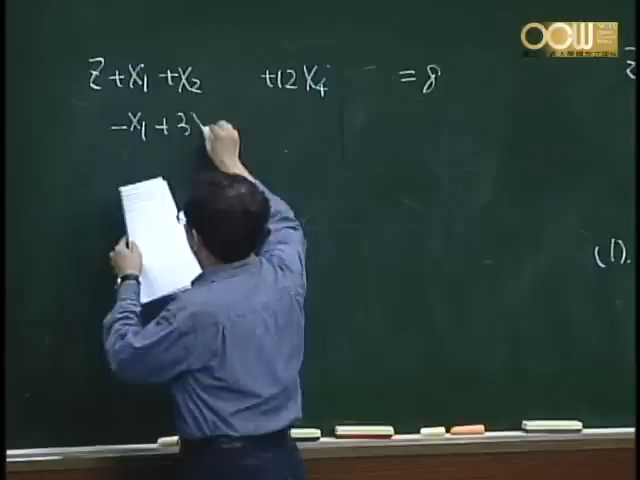 OCW
Z + X₁ + X₂ + 12 X₄ = 8
- X₁ + 3
(1).